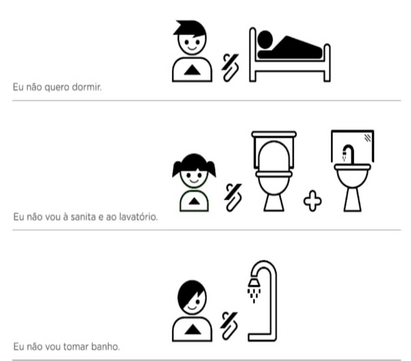 Eu não quero dormir.
Eu não vou à sanita e ao lavatório.
Eu não vou tomar banho.